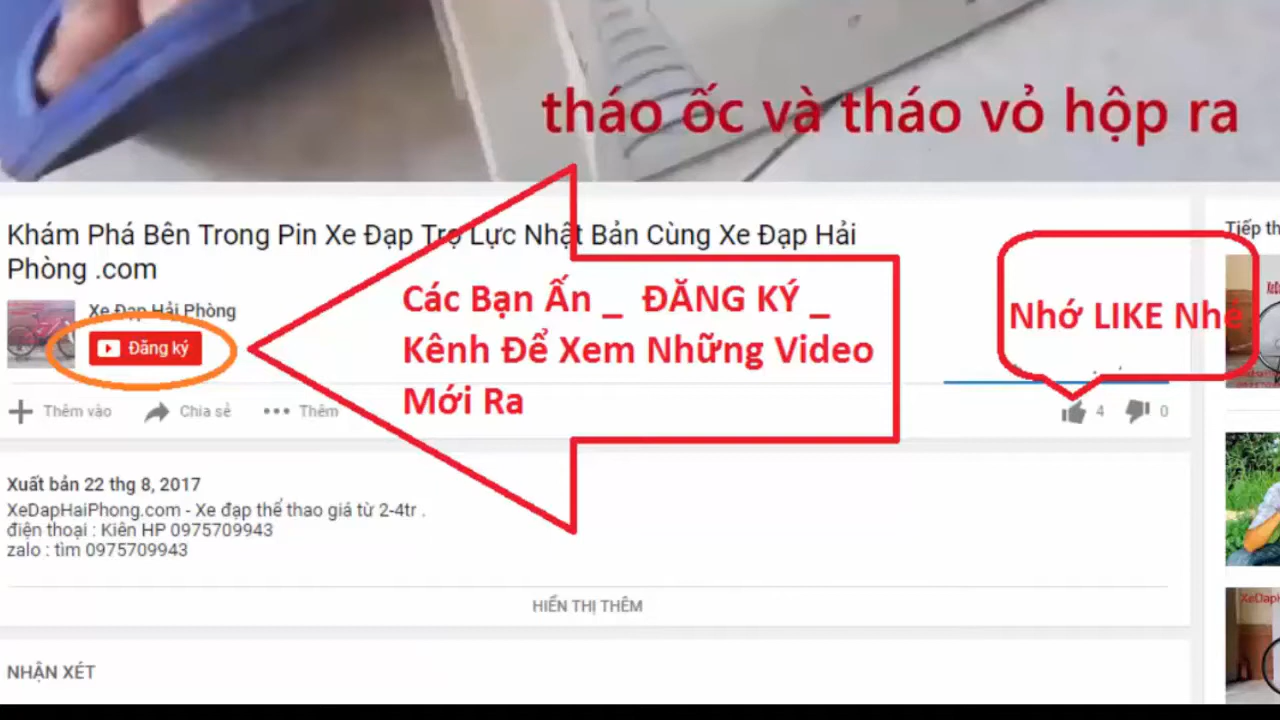 tháo ốc và tháo vỏ hộp ra
Khám Phá Bên Trong Pin Xe Đạp Trợ Lực Nhật Bản Cùng Xe Đạp Hải
Phòng .com
Tiếp th
Xe Đạp Hải Phòng
Đăng ký
Các Bạn Ấn _ ĐĂNG KÝ _
Kênh Để Xem Những Video
Mới Ra
Nhớ LIKE Nhé
Thêm vào
Chia sẻ
Thêm
4
0
Xuất bản 22 thg 8, 2017
XeDapHaiPhong.com - Xe đạp thể thao giá từ 2-4tr .
điện thoại : Kiên HP 0975709943
zalo : tìm 0975709943
HIỂN THỊ THÊM
XeDapH
NHẬN XÉT